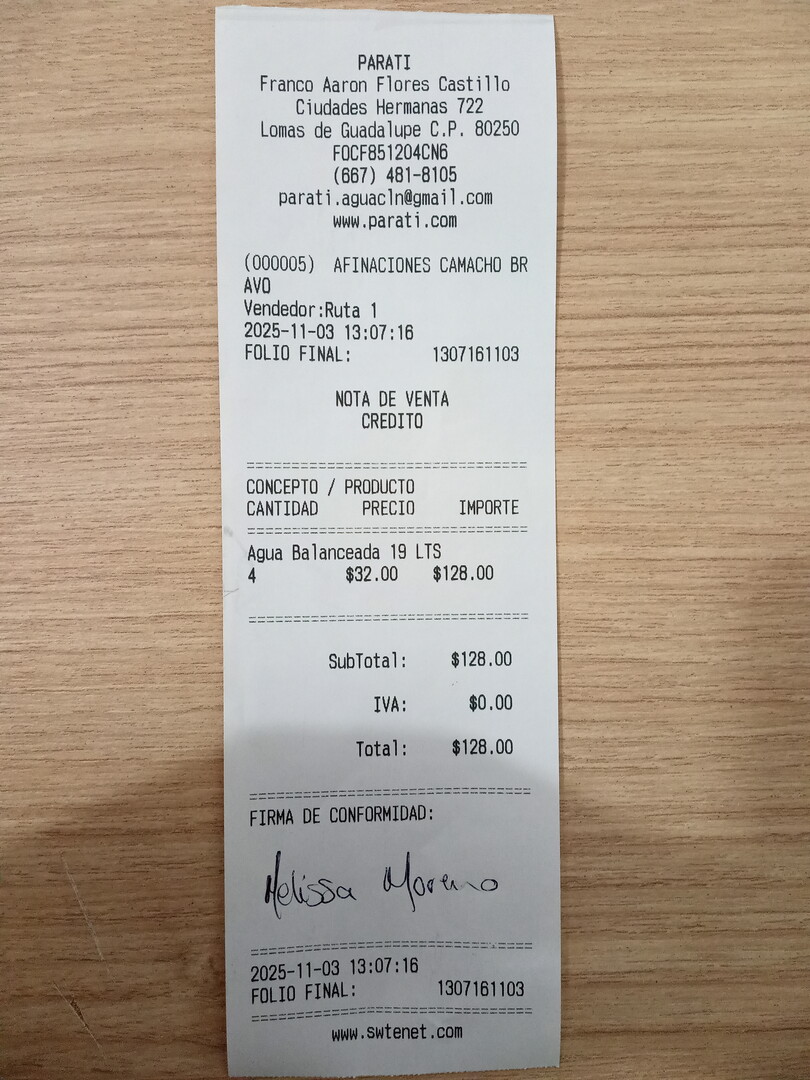 PARATI
Franco Aaron Flores Castillo
Ciudades Hermanas 722
Lomas de Guadalupe C.P. 80250
FOCF851204CN6
(667) 481-8105
parati.aguacln@gmail.com
www.parati.com
(000005) AFINACIONES CAMACHO BR
AVO
Vendedor:Ruta 1
2025-11-03 13:07:16
FOLIO FINAL: 1307161103
NOTA DE VENTA
CREDITO
===============================
CONCEPTO / PRODUCTO
CANTIDAD PRECIO IMPORTE
===============================
Agua Balanceada 19 LTS
4 $32.00 $128.00
===============================
SubTotal: $128.00
IVA: $0.00
Total: $128.00
===============================
FIRMA DE CONFORMIDAD:
Melissa Moreno
===============================
2025-11-03 13:07:16
FOLIO FINAL: 1307161103
===============================
www.swtenet.com